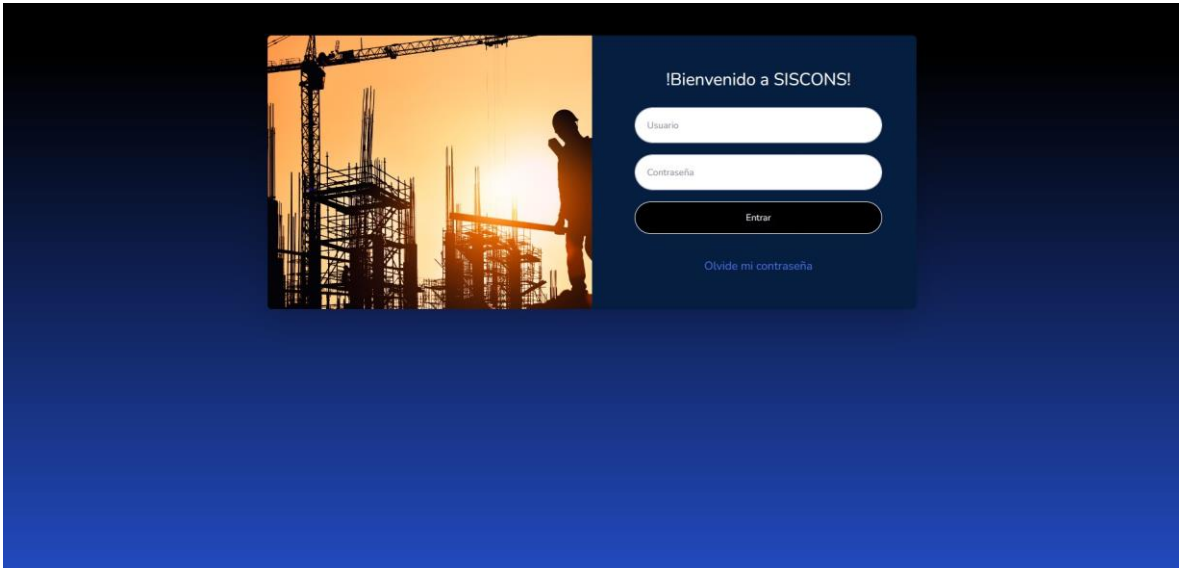 !Bienvenido a SISCONS!
Usuario
Contraseña
Entrar
Olvide mi contraseña